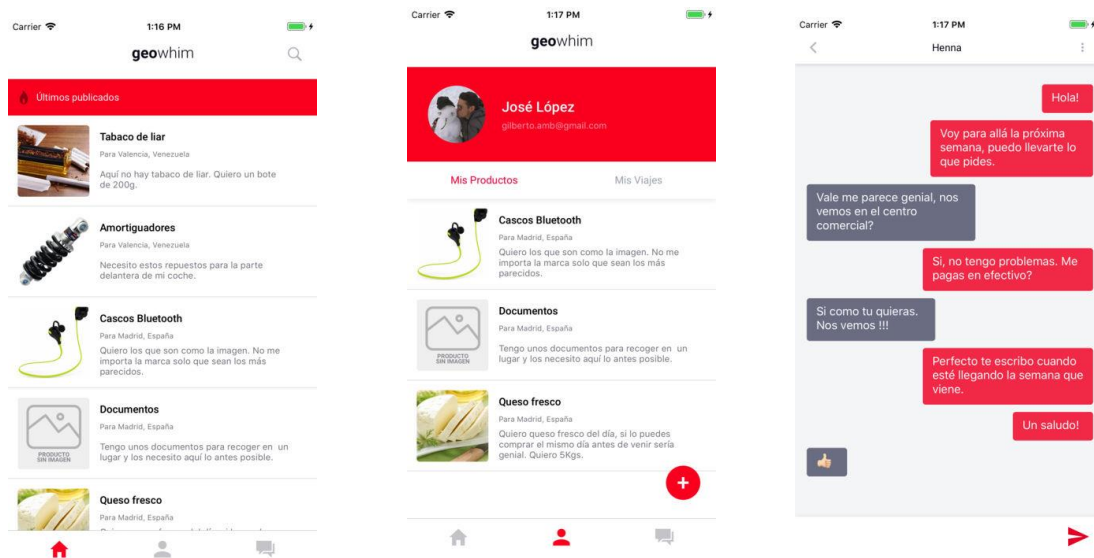 Carrier
1:16 PM
geowhim
Últimos publicados
Tabaco de liar
Para Valencia, Venezuela
Aquí no hay tabaco de liar. Quiero un bote
de 200g.
Amortiguadores
Para Valencia, Venezuela
Necesito estos repuestos para la parte
delantera de mi coche.
Cascos Bluetooth
Para Madrid, España
Quiero los que son como la imagen. No me
importa la marca solo que sean los más
parecidos.
PRODUCTO
SIN IMAGEN
Documentos
Para Madrid, España
Tengo unos documentos para recoger en un
lugar y los necesito aquí lo antes posible.
Queso fresco
Para Madrid, España
Carrier
1:17 PM
geowhim
José López
gilberto.amb@gmail.com
Mis Productos
Mis Viajes
Cascos Bluetooth
Para Madrid, España
Quiero los que son como la imagen. No me
importa la marca solo que sean los más
parecidos.
PRODUCTO
SIN IMAGEN
Documentos
Para Madrid, España
Tengo unos documentos para recoger en un
lugar y los necesito aquí lo antes posible.
Queso fresco
Para Madrid, España
Quiero queso fresco del día, si lo puedes
comprar el mismo día antes de venir sería
genial. Quiero 5Kgs.
+
Carrier
1:17 PM
Henna
Hola!
Voy para allá la próxima
semana, puedo llevarte lo
que pides.
Vale me parece genial, nos
vemos en el centro
comercial?
Si, no tengo problemas. Me
pagas en efectivo?
Si como tu quieras.
Nos vemos !!!
Perfecto te escribo cuando
esté llegando la semana que
viene.
Un saludo!